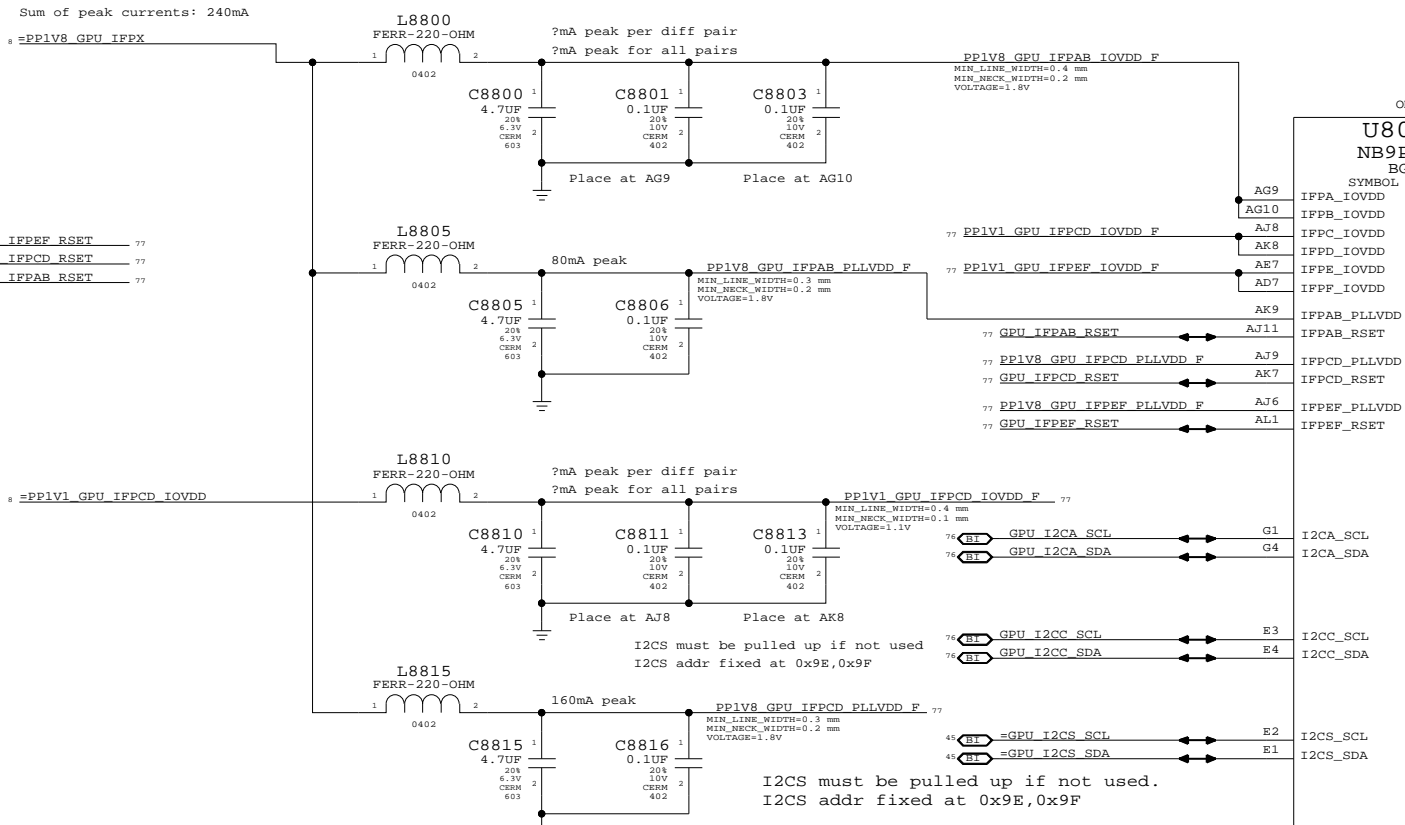 Sum of peak currents: 240mA
8 =PP1V8_GPU_IFPX
L8800
FERR-220-OHM
1 2
0402
?mA peak per diff pair
?mA peak for all pairs
PP1V8_GPU_IFPAB_IOVDD_F
MIN_LINE_WIDTH=0.4 mm
MIN_NECK_WIDTH=0.2 mm
VOLTAGE=1.8V
C8800 1
4.7UF
20%
6.3V
CERM 2
603
C8801 1
0.1UF
20%
10V
CERM 2
402
C8803 1
0.1UF
20%
10V
CERM 2
402
Place at AG9
Place at AG10
IFPEF_RSET 77
IFPCD_RSET 77
IFPAB_RSET 77
L8805
FERR-220-OHM
1 2
0402
80mA peak
PP1V8_GPU_IFPAB_PLLVDD_F
MIN_LINE_WIDTH=0.3 mm
MIN_NECK_WIDTH=0.2 mm
VOLTAGE=1.8V
C8805 1
4.7UF
20%
6.3V
CERM 2
603
C8806 1
0.1UF
20%
10V
CERM 2
402
8 =PP1V1_GPU_IFPCD_IOVDD
L8810
FERR-220-OHM
1 2
0402
?mA peak per diff pair
?mA peak for all pairs
PP1V1_GPU_IFPCD_IOVDD_F 77
MIN_LINE_WIDTH=0.4 mm
MIN_NECK_WIDTH=0.1 mm
VOLTAGE=1.1V
C8810 1
4.7UF
20%
6.3V
CERM 2
603
C8811 1
0.1UF
20%
10V
CERM 2
402
C8813 1
0.1UF
20%
10V
CERM 2
402
Place at AJ8
Place at AK8
I2CS must be pulled up if not used
I2CS addr fixed at 0x9E,0x9F
L8815
FERR-220-OHM
1 2
0402
160mA peak
PP1V8_GPU_IFPCD_PLLVDD_F 77
MIN_LINE_WIDTH=0.3 mm
MIN_NECK_WIDTH=0.2 mm
VOLTAGE=1.8V
C8815 1
4.7UF
20%
6.3V
CERM 2
603
C8816 1
0.1UF
20%
10V
CERM 2
402
I2CS must be pulled up if not used.
I2CS addr fixed at 0x9E,0x9F
U80
NB9P
BG
SYMBOL
AG9 IFPA_IOVDD
AG10 IFPB_IOVDD
77 PP1V1_GPU_IFPCD_IOVDD_F AJ8 IFPC_IOVDD
AK8 IFPD_IOVDD
77 PP1V1_GPU_IFPEF_IOVDD_F AE7 IFPE_IOVDD
AD7 IFPF_IOVDD
AK9 IFPAB_PLLVDD
77 GPU_IFPAB_RSET AJ11 IFPAB_RSET
77 PP1V8_GPU_IFPCD_PLLVDD_F AJ9 IFPCD_PLLVDD
77 GPU_IFPCD_RSET AK7 IFPCD_RSET
77 PP1V8_GPU_IFPEF_PLLVDD_F AJ6 IFPEF_PLLVDD
77 GPU_IFPEF_RSET AL1 IFPEF_RSET
76 BI GPU_I2CA_SCL G1 I2CA_SCL
76 BI GPU_I2CA_SDA G4 I2CA_SDA
76 BI GPU_I2CC_SCL E3 I2CC_SCL
76 BI GPU_I2CC_SDA E4 I2CC_SDA
45 BI =GPU_I2CS_SCL E2 I2CS_SCL
45 BI =GPU_I2CS_SDA E1 I2CS_SDA